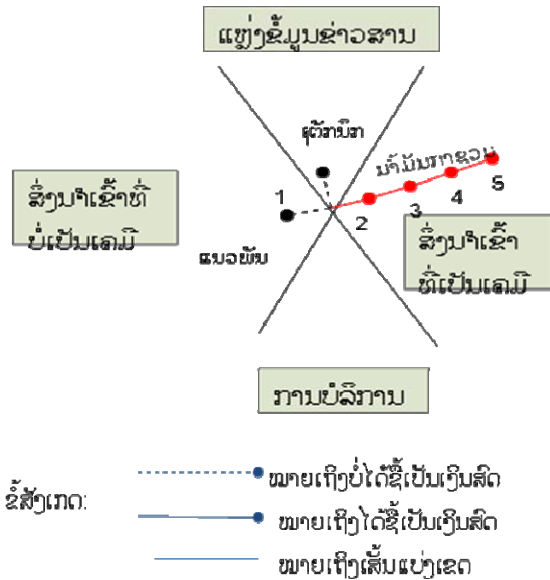 ແຫຼ່ງຂໍ້ມູນຂ່າວສານ
ເຕັກນິກ
ນ້ຳມັນກາຊວນ
1
2
3
4
5
ສິ່ງນຳເຂົ້າທີ່
ບໍ່ເປັນເຄມີ
ແນວພັນ
ສິ່ງນຳເຂົ້າ
ທີ່ເປັນເຄມີ
ການບໍລິການ
ຂໍ້ສັງເກດ:
ໝາຍເຖິງບໍ່ໄດ້ຊື້ເປັນເງິນສົດ
ໝາຍເຖິງໄດ້ຊື້ເປັນເງິນສົດ
ໝາຍເຖິງເສັ້ນແບ່ງເຂດ